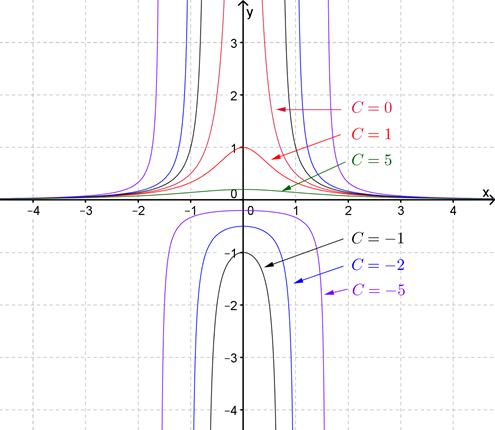 y
3
2
C = 0
1
C = 1
C = 5
0
x
−4 −3 −2 −1 0 1 2 3 4
C = −1
−1
C = −2
C = −5
−2
−3
−4